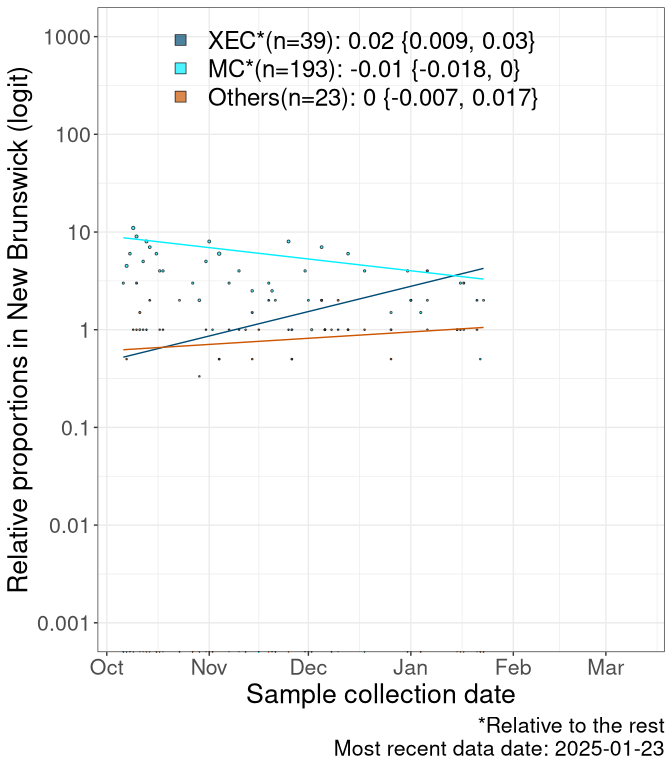 XEC*(n=39): 0.02 {0.009, 0.03}
MC*(n=193): -0.01 {-0.018, 0}
Others(n=23): 0 {-0.007, 0.017}
Relative proportions in New Brunswick (logit)
1000
100
10
1
0.1
0.01
0.001
Oct Nov Dec Jan Feb Mar
Sample collection date
*Relative to the rest
Most recent data date: 2025-01-23